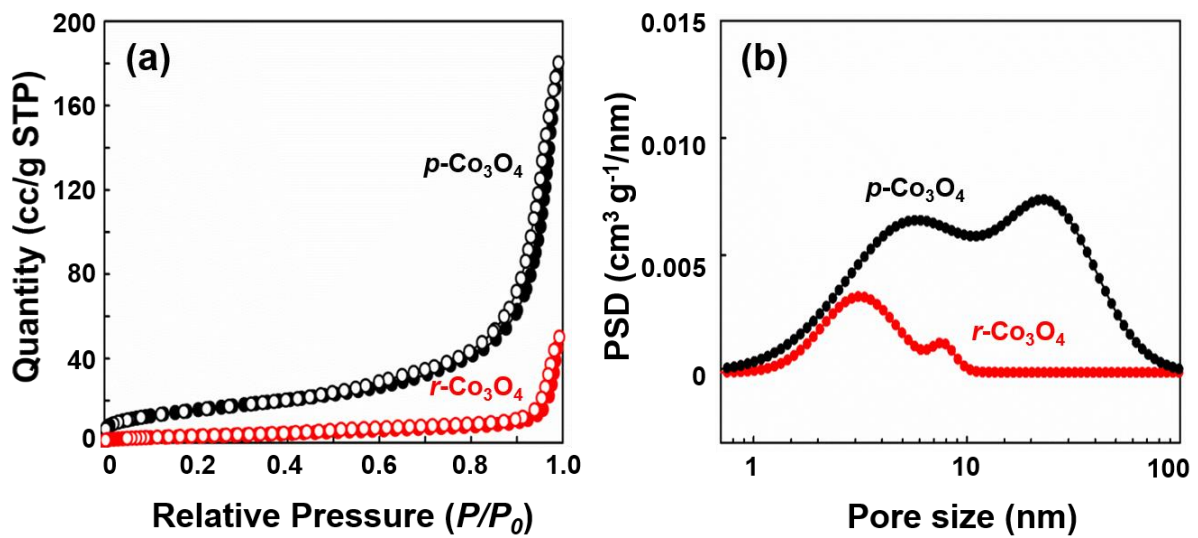 (a)
Quantity (cc/g STP)
200
160
120
80
40
0
p-Co₃O₄
r-Co₃O₄
0 0.2 0.4 0.6 0.8 1.0
Relative Pressure (P/P₀)
(b)
PSD (cm³ g⁻¹/nm)
0.015
0.010
0.005
0
p-Co₃O₄
r-Co₃O₄
1 10 100
Pore size (nm)